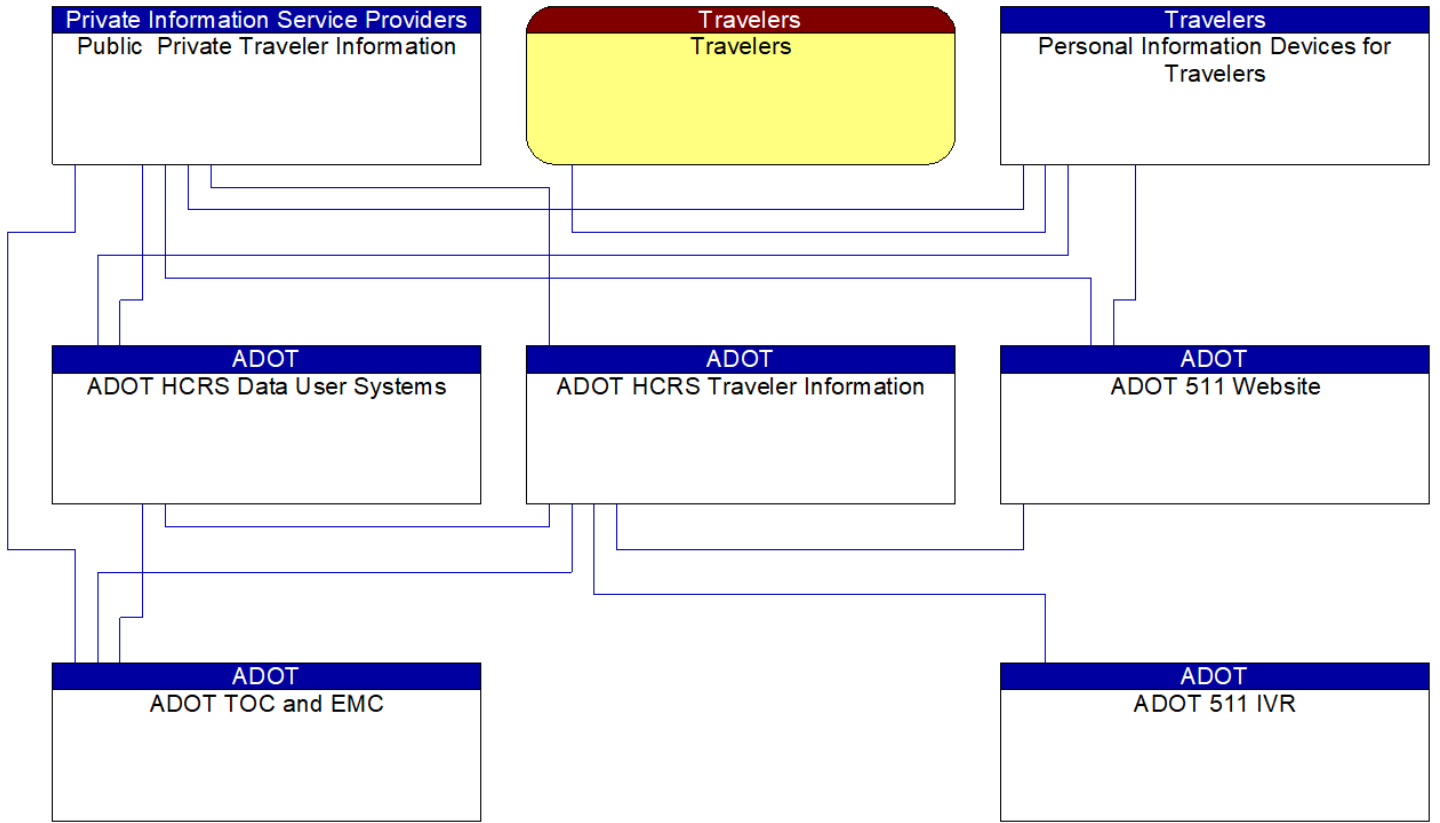 Private Information Service Providers
Public  Private Traveler Information
Travelers
Travelers
Travelers
Personal Information Devices for
Travelers
ADOT
ADOT HCRS Data User Systems
ADOT
ADOT HCRS Traveler Information
ADOT
ADOT 511 Website
ADOT
ADOT TOC and EMC
ADOT
ADOT 511 IVR